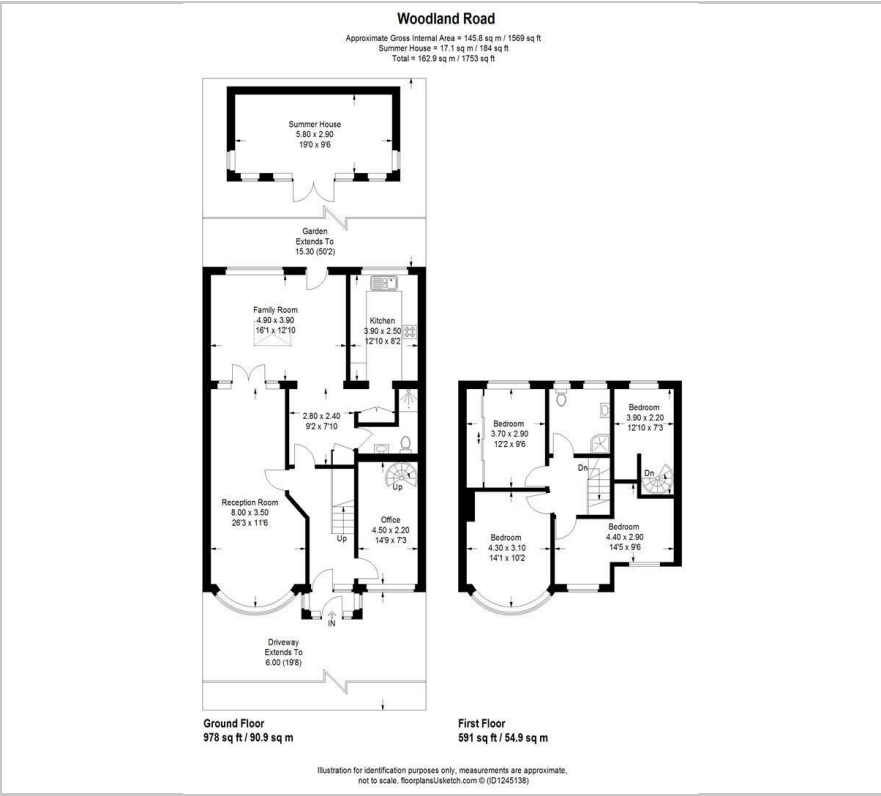 Woodland Road
Approximate Gross Internal Area = 145.8 sq m / 1569 sq ft
Summer House = 17.1 sq m / 184 sq ft
Total = 162.9 sq m / 1753 sq ft
Summer House
5.80 x 2.90
19'0 x 9'6
Garden
Extends To
15.30 (50'2)
Family Room
4.90 x 3.90
16'1 x 12'10
Kitchen
3.90 x 2.50
12'10 x 8'2
2.80 x 2.40
9'2 x 7'10
Up
Reception Room
8.00 x 3.50
26'3 x 11'6
Office
4.50 x 2.20
14'9 x 7'3
Up
IN
Driveway
Extends To
6.00 (19'8)
Ground Floor
978 sq ft / 90.9 sq m
Bedroom
3.70 x 2.90
12'2 x 9'6
Bedroom
3.90 x 2.20
12'10 x 7'3
Dn
Dn
Bedroom
4.30 x 3.10
14'1 x 10'2
Bedroom
4.40 x 2.90
14'5 x 9'6
First Floor
591 sq ft / 54.9 sq m
Illustration for identification purposes only, measurements are approximate,
not to scale. floorplansUsketch.com © (ID1245138)